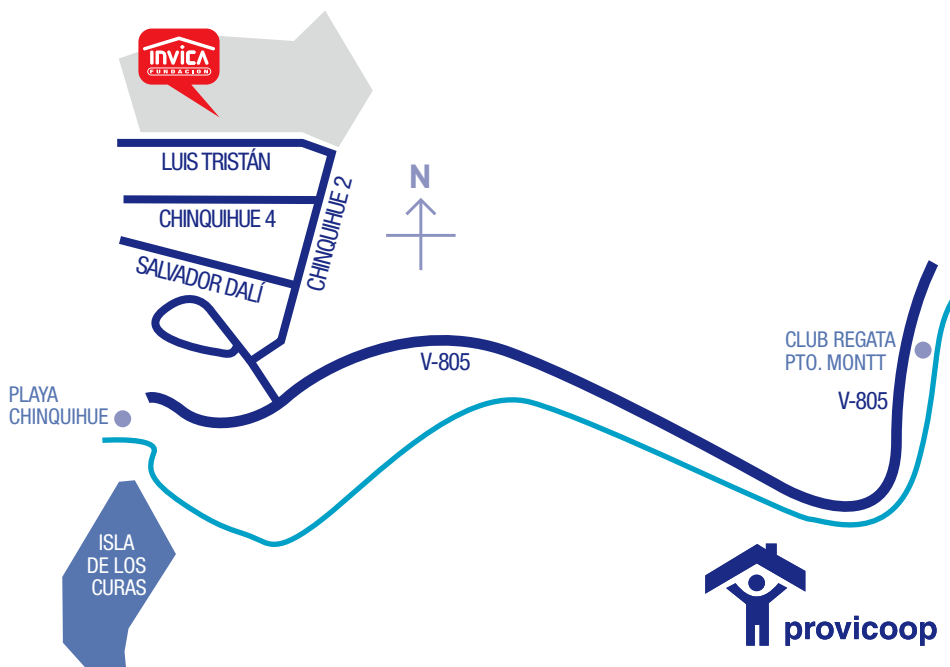 INVICA
FUNDACION
LUIS TRISTÁN
CHINQUIHUE 4
CHINQUIHUE 2
SALVADOR DALÍ
N
V-805
CLUB REGATA
PTO. MONTT
V-805
PLAYA
CHINQUIHUE
ISLA
DE LOS
CURAS
provicoop